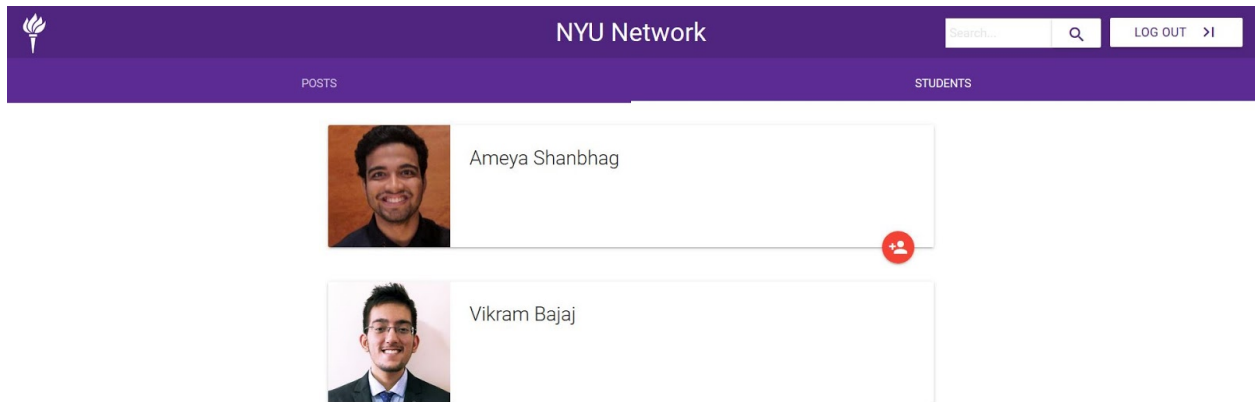 NYU Network
Search...
LOG OUT
POSTS
STUDENTS
Ameya Shanbhag
Vikram Bajaj